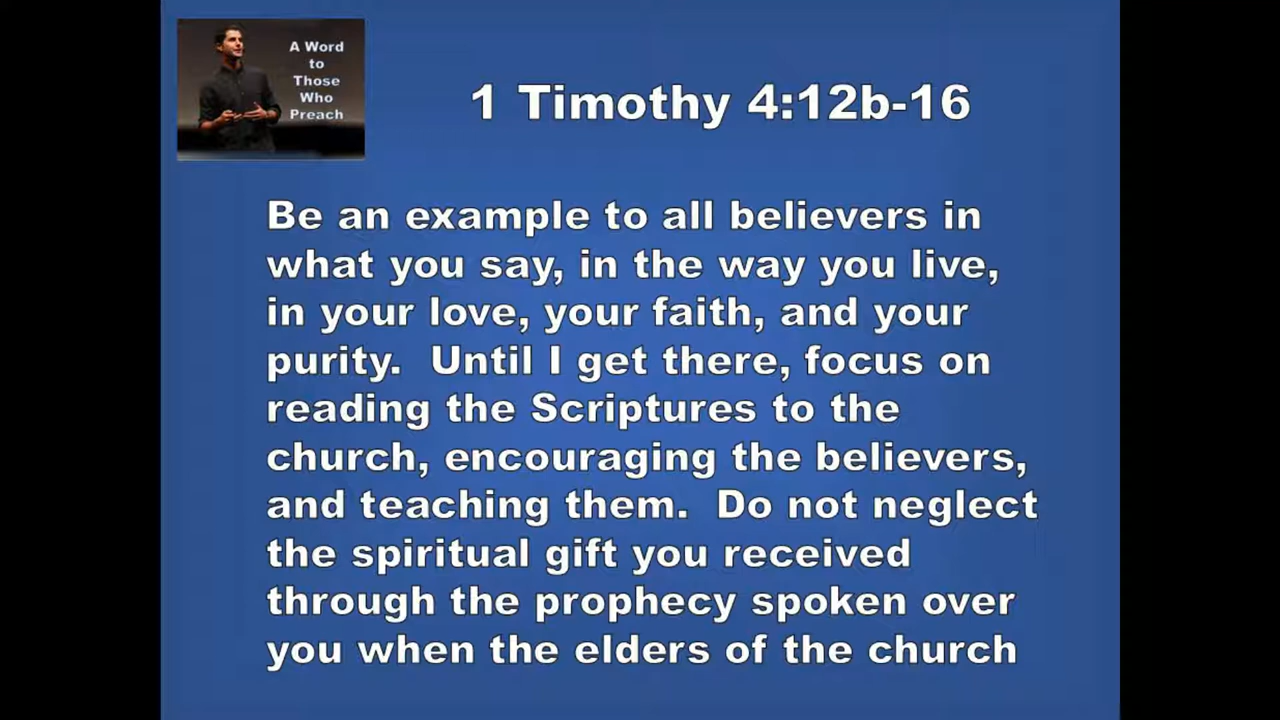 A Word
to
Those
Who
Preach
1 Timothy 4:12b-16
Be an example to all believers in
what you say, in the way you live,
in your love, your faith, and your
purity.  Until I get there, focus on
reading the Scriptures to the
church, encouraging the believers,
and teaching them.  Do not neglect
the spiritual gift you received
through the prophecy spoken over
you when the elders of the church